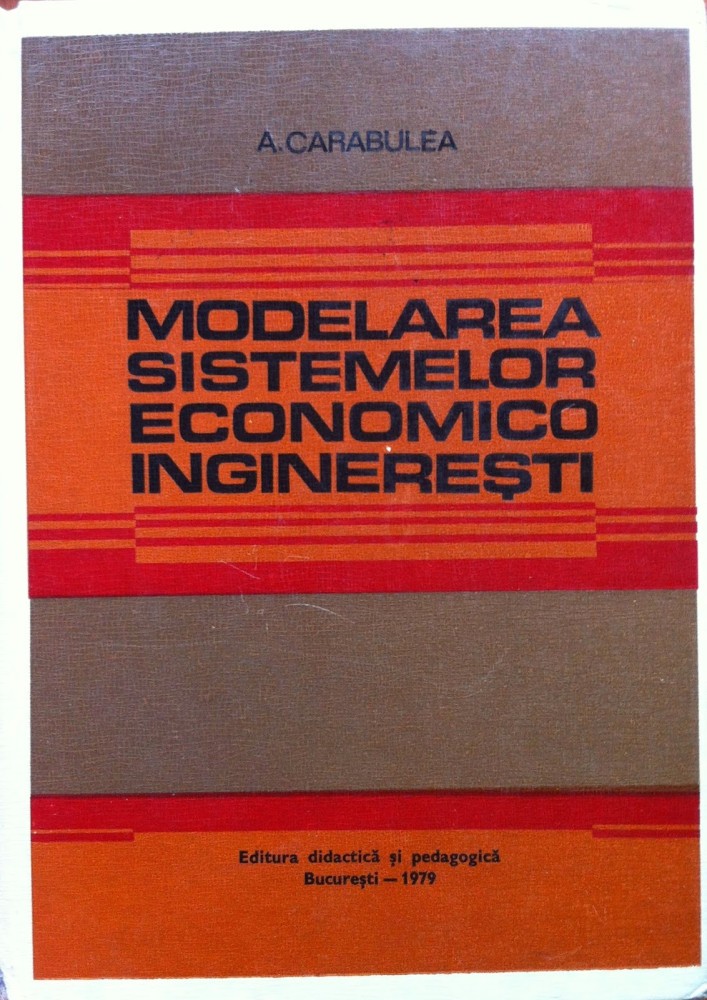 A. CARABULEA
MODELAREA
SISTEMELOR
ECONOMICO
INGINEREȘTI
Editura didactică și pedagogică
București – 1979